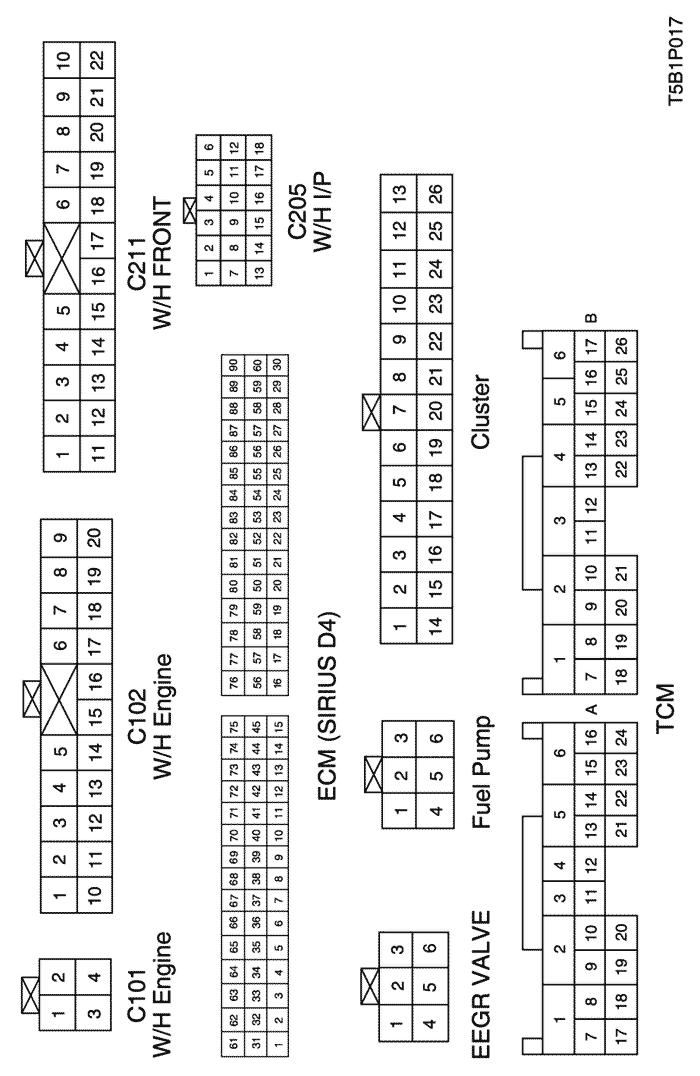 1 2
3 4
C101
W/H Engine
1 2 3 4 5 6 7 8 9
10 11 12 13 14 15 16 17 18 19 20
C102
W/H Engine
1 2 3 4 5 6 7 8 9 10
11 12 13 14 15 16 17 18 19 20 21 22
C211
W/H FRONT
61 62 63 64 65 66 67 68 69 70 71 72 73 74 75
31 32 33 34 35 36 37 38 39 40 41 42 43 44 45
1 2 3 4 5 6 7 8 9 10 11 12 13 14 15
76 77 78 79 80 81 82 83 84 85 86 87 88 89 90
56 57 58 59 50 51 52 53 54 55 56 57 58 59 60
16 17 18 19 20 21 22 23 24 25 26 27 28 29 30
ECM (SIRIUS D4)
1 2 3 4 5 6
7 8 9 10 11 12
13 14 15 16 17 18
C205
W/H I/P
1 2 3
4 5 6
EEGR VALVE
1 2 3
4 5 6
Fuel Pump
1 2 3 4 5 6 7 8 9 10 11 12 13
14 15 16 17 18 19 20 21 22 23 24 25 26
Cluster
1 2 3 4 5 6
7 8 9 10 11 12 13 14 15 16
17 18 19 20 21 22 23 24
A
1 2 3 4 5 6
7 8 9 10 11 12 13 14 15 16 17
18 19 20 21 22 23 24 25 26
B
TCM
T5B1P017